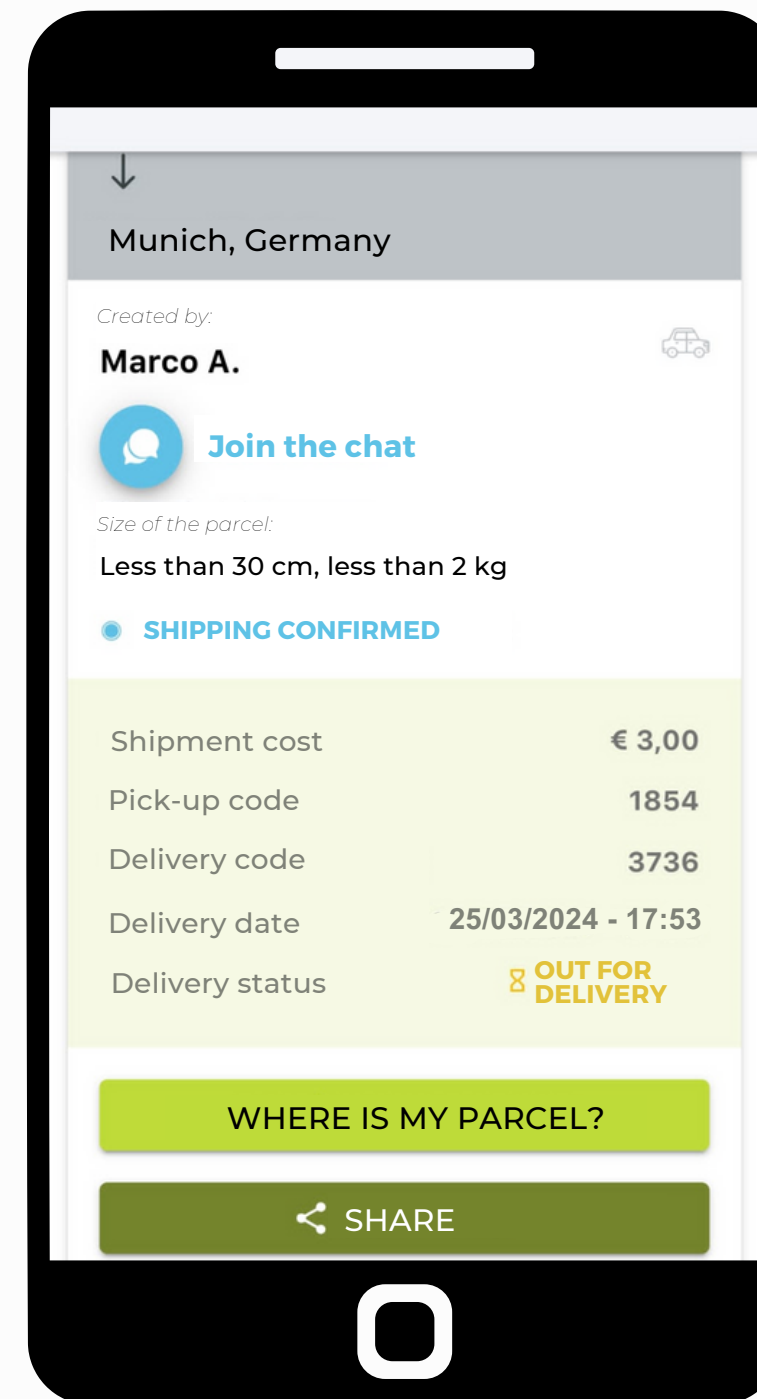 Munich, Germany
Created by:
Marco A.
Join the chat
Size of the parcel:
Less than 30 cm, less than 2 kg
SHIPPING CONFIRMED
Shipment cost € 3,00
Pick-up code 1854
Delivery code 3736
Delivery date 25/03/2024 - 17:53
Delivery status OUT FOR
DELIVERY
WHERE IS MY PARCEL?
SHARE